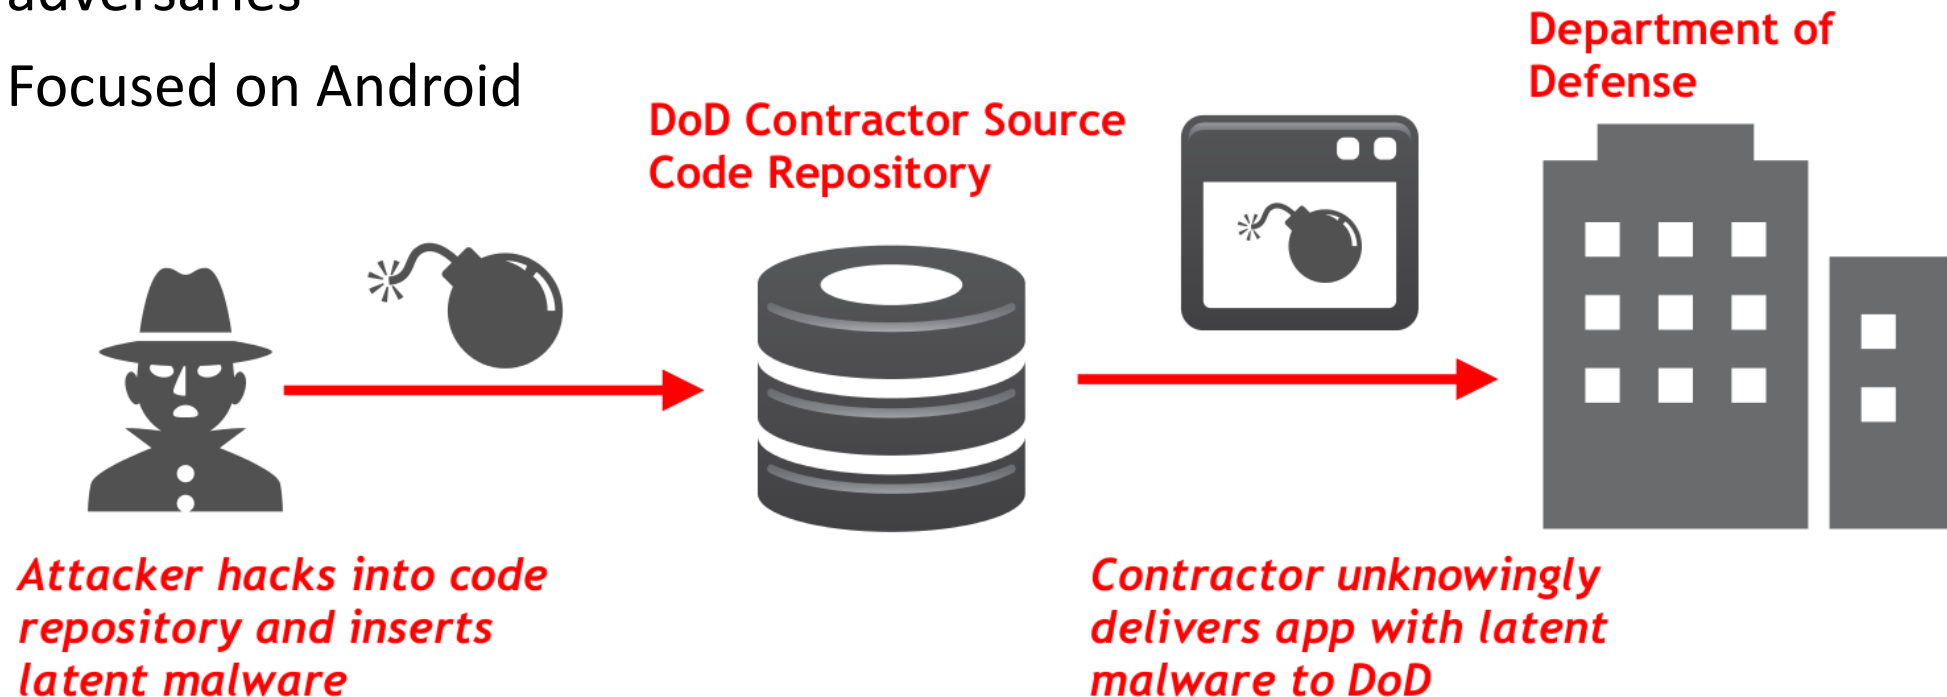 adversaries
Focused on Android
Department of
Defense
DoD Contractor Source
Code Repository
Attacker hacks into code
repository and inserts
latent malware
Contractor unknowingly
delivers app with latent
malware to DoD